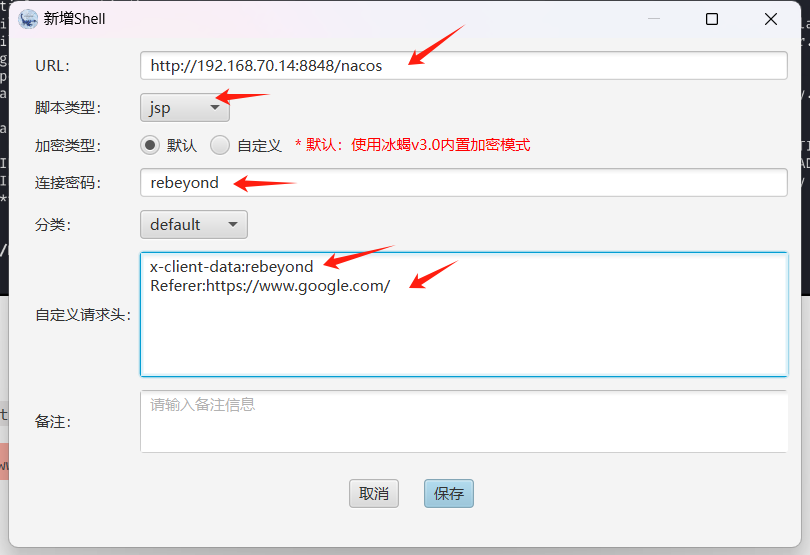 新增Shell
URL:
http://192.168.70.14:8848/nacos
脚本类型:
jsp
加密类型:
默认
自定义
* 默认：使用冰蝎v3.0内置加密模式
连接密码:
rebeyond
分类:
default
自定义请求头:
x-client-data:rebeyond
Referer:https://www.google.com/
备注:
请输入备注信息
取消
保存